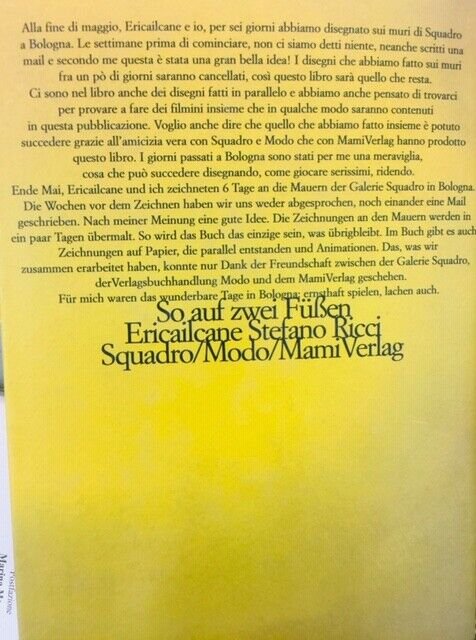 Alla fine di maggio, Ericailcane e io, per sei giorni abbiamo disegnato sui muri di Squadro
a Bologna. Le settimane prima di cominciare, non ci siamo detti niente, neanche scritti una
mail e secondo me questa è stata una gran bella idea! I disegni che abbiamo fatto sui muri
fra un pò di giorni saranno cancellati, così questo libro sarà quello che resta.
Ci sono nel libro anche dei disegni fatti in parallelo e abbiamo anche pensato di trovarci
per provare a fare dei filmini insieme che in qualche modo saranno contenuti
in questa pubblicazione. Voglio anche dire che quello che abbiamo fatto insieme è potuto
succedere grazie all'amicizia vera con Squadro e Modo che con MamiVerlag hanno prodotto
questo libro. I giorni passati a Bologna sono stati per me una meraviglia,
cosa che può succedere disegnando, come giocare serissimi, ridendo.
Ende Mai, Ericailcane und ich zeichneten 6 Tage an die Mauern der Galerie Squadro in Bologna.
Die Wochen vor dem Zeichnen haben wir uns weder abgesprochen, noch einander eine Mail
geschrieben. Nach meiner Meinung eine gute Idee. Die Zeichnungen an den Mauern werden in
ein paar Tagen übermalt. So wird das Buch das einzige sein, was übrigbleibt. Im Buch gibt es auch
Zeichnungen auf Papier, die parallel entstanden und Animationen. Das, was wir
zusammen erarbeitet haben, konnte nur Dank der Freundschaft zwischen der Galerie Squadro,
derVerlagsbuchhandlung Modo und dem MamiVerlag geschehen.
Für mich waren das wunderbare Tage in Bologna: ernsthaft spielen, lachen auch.
So auf zwei Füßen
Ericailcane Stefano Ricci
Squadro/Modo/MamiVerlag
Postfazione
Marina